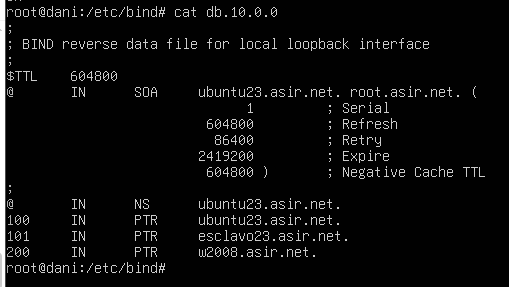 root@dani:/etc/bind# cat db.10.0.0
;
; BIND reverse data file for local loopback interface
;
$TTL    604800
@       IN      SOA     ubuntu23.asir.net. root.asir.net. (
                              1         ; Serial
                         604800         ; Refresh
                          86400         ; Retry
                        2419200         ; Expire
                         604800 )       ; Negative Cache TTL
;
@       IN      NS      ubuntu23.asir.net.
100     IN      PTR     ubuntu23.asir.net.
101     IN      PTR     esclavo23.asir.net.
200     IN      PTR     w2008.asir.net.
root@dani:/etc/bind#